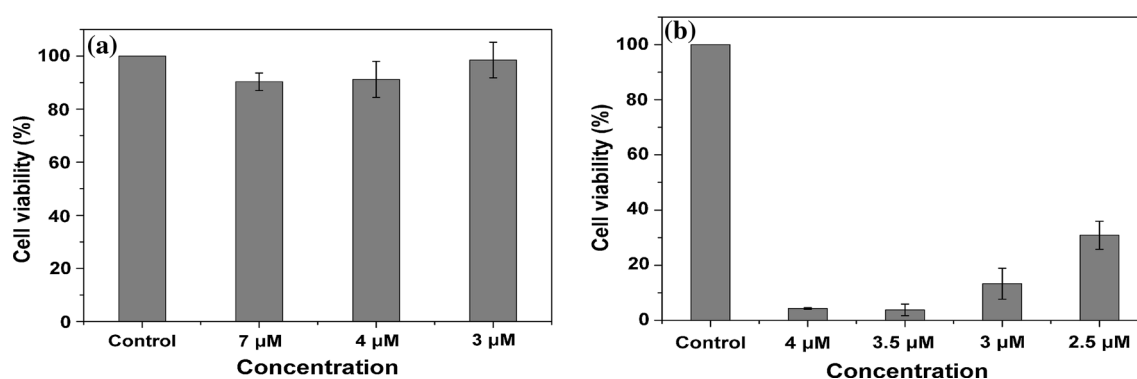 (a)
Cell viability (%)
100
80
60
40
20
0
Control 7 µM 4 µM 3 µM
Concentration
(b)
Cell viability (%)
100
80
60
40
20
0
Control 4 µM 3.5 µM 3 µM 2.5 µM
Concentration